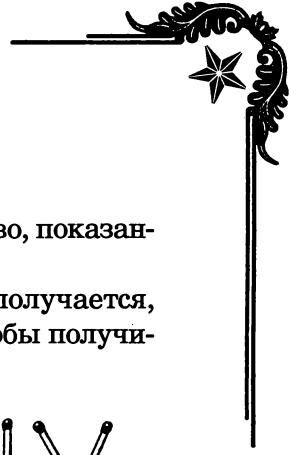 во, показан-
получается,
обы получи-